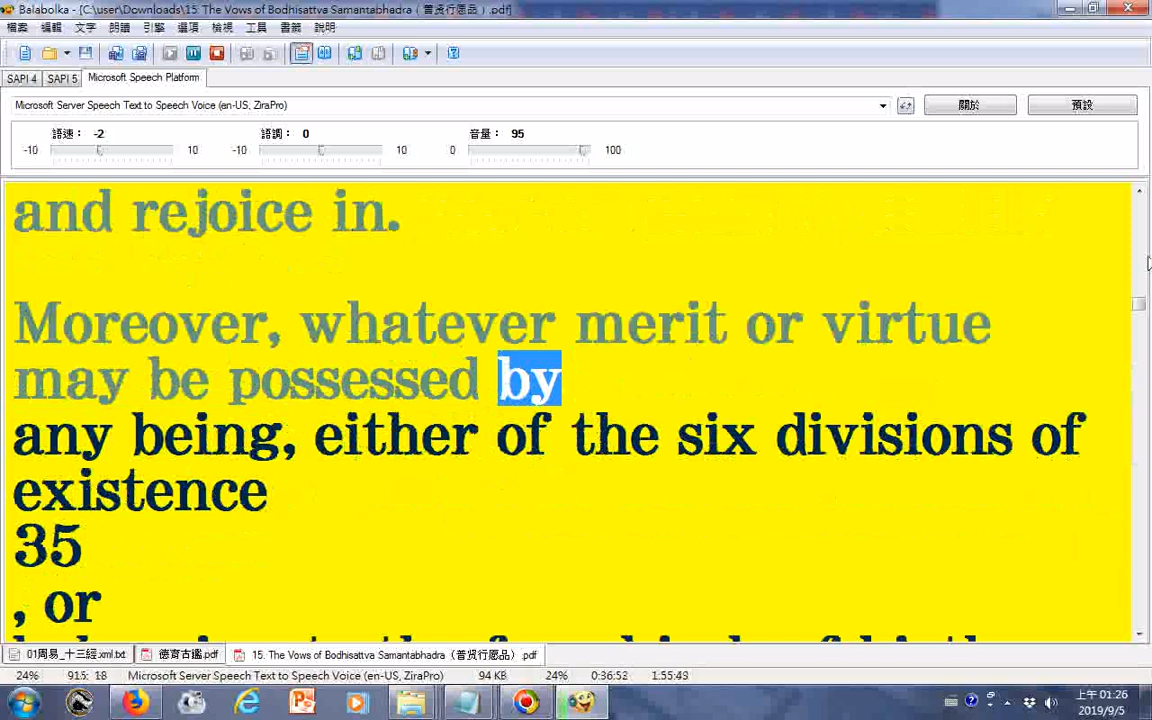 Balabolka - [C:\user\Downloads\15. The Vows of Bodhisattva Samantabhadra（普賢行愿品）.pdf]
檔案 編輯 文字 朗讀 引擎 選項 檢視 工具 書籤 說明
SAPI 4 SAPI 5 Microsoft Speech Platform
Microsoft Server Speech Text to Speech Voice (en-US, ZiraPro) 關於 預設
語速： -2 語調： 0 音量： 95
-10 10 -10 10 0 100
and rejoice in.
Moreover, whatever merit or virtue
may be possessed by
any being, either of the six divisions of
existence
35
, or
01周易_十三經.xml.txt 德育古鑑.pdf 15. The Vows of Bodhisattva Samantabhadra（普賢行愿品）.pdf
24% 915: 18 Microsoft Server Speech Text to Speech Voice (en-US, ZiraPro) 94 KB 24% 0:36:52 1:55:49
上午 01:26
2019/9/5